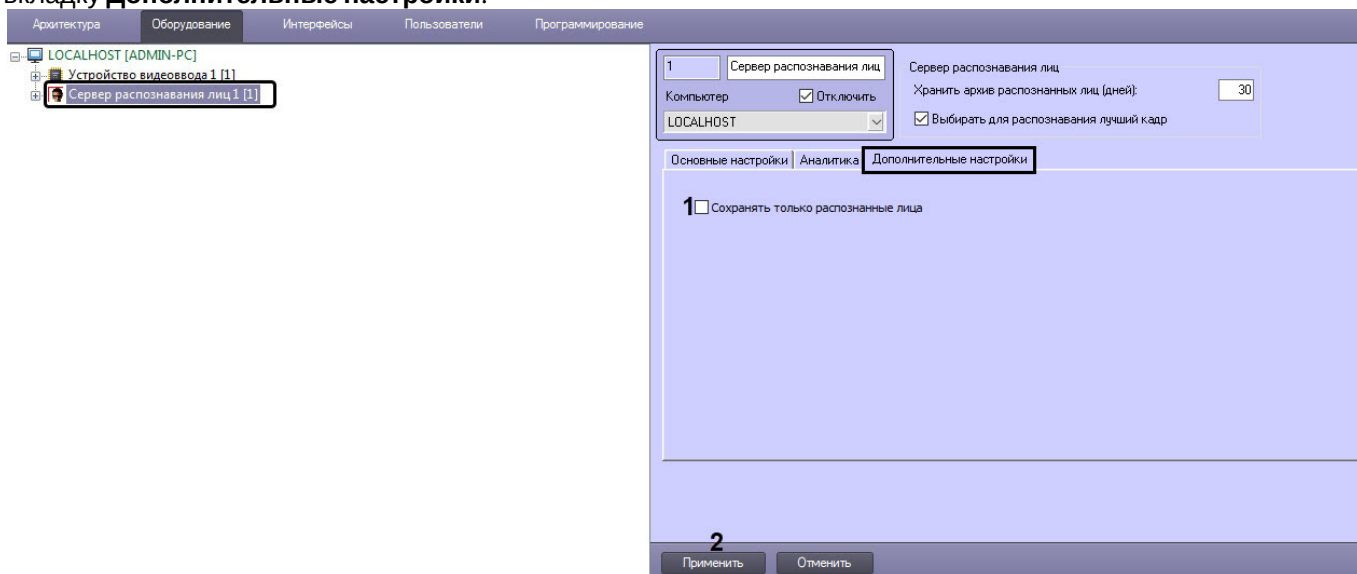 вкладку Дополнительные настройки.
Архитектура Оборудование Интерфейсы Пользователи Программирование
LOCALHOST [ADMIN-PC]
Устройство видеоввода 1 [1]
Сервер распознавания лиц 1 [1]
1 Сервер распознавания лиц
Компьютер Отключить
LOCALHOST
Сервер распознавания лиц
Хранить архив распознанных лиц (дней): 30
Выбирать для распознавания лучший кадр
Основные настройки Аналитика Дополнительные настройки
1 Сохранять только распознанные лица
2
Применить Отменить